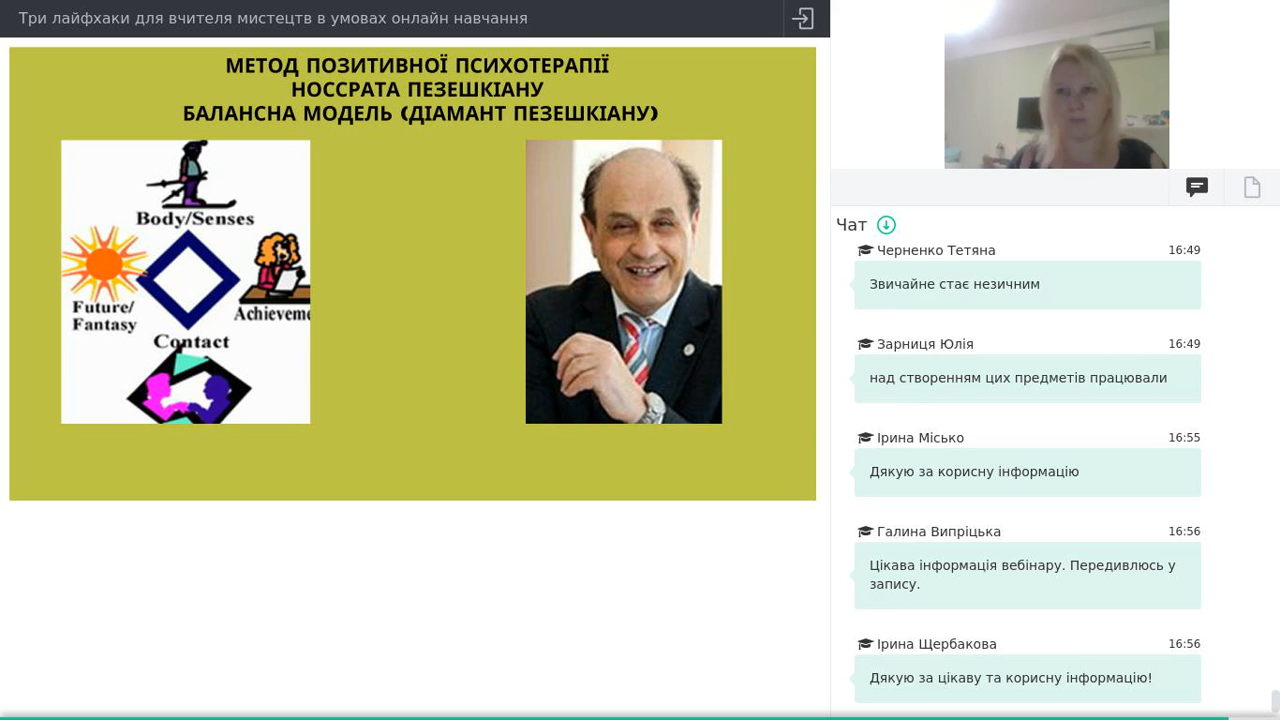 Три лайфхаки для вчителя мистецтв в умовах онлайн навчання
МЕТОД ПОЗИТИВНОЇ ПСИХОТЕРАПІЇ
НОССРАТА ПЕЗЕШКІАНУ
БАЛАНСНА МОДЕЛЬ (ДІАМАНТ ПЕЗЕШКІАНУ)
Body/Senses
Future/
Fantasy
Achieveme
Contact
Чат
Черненко Тетяна 16:49
Звичайне стає незичним
Зарниця Юлія 16:49
над створенням цих предметів працювали
Ірина Місько 16:55
Дякую за корисну інформацію
Галина Випріцька 16:56
Цікава інформація вебінару. Передивлюсь у
запису.
Ірина Щербакова 16:56
Дякую за цікаву та корисну інформацію!